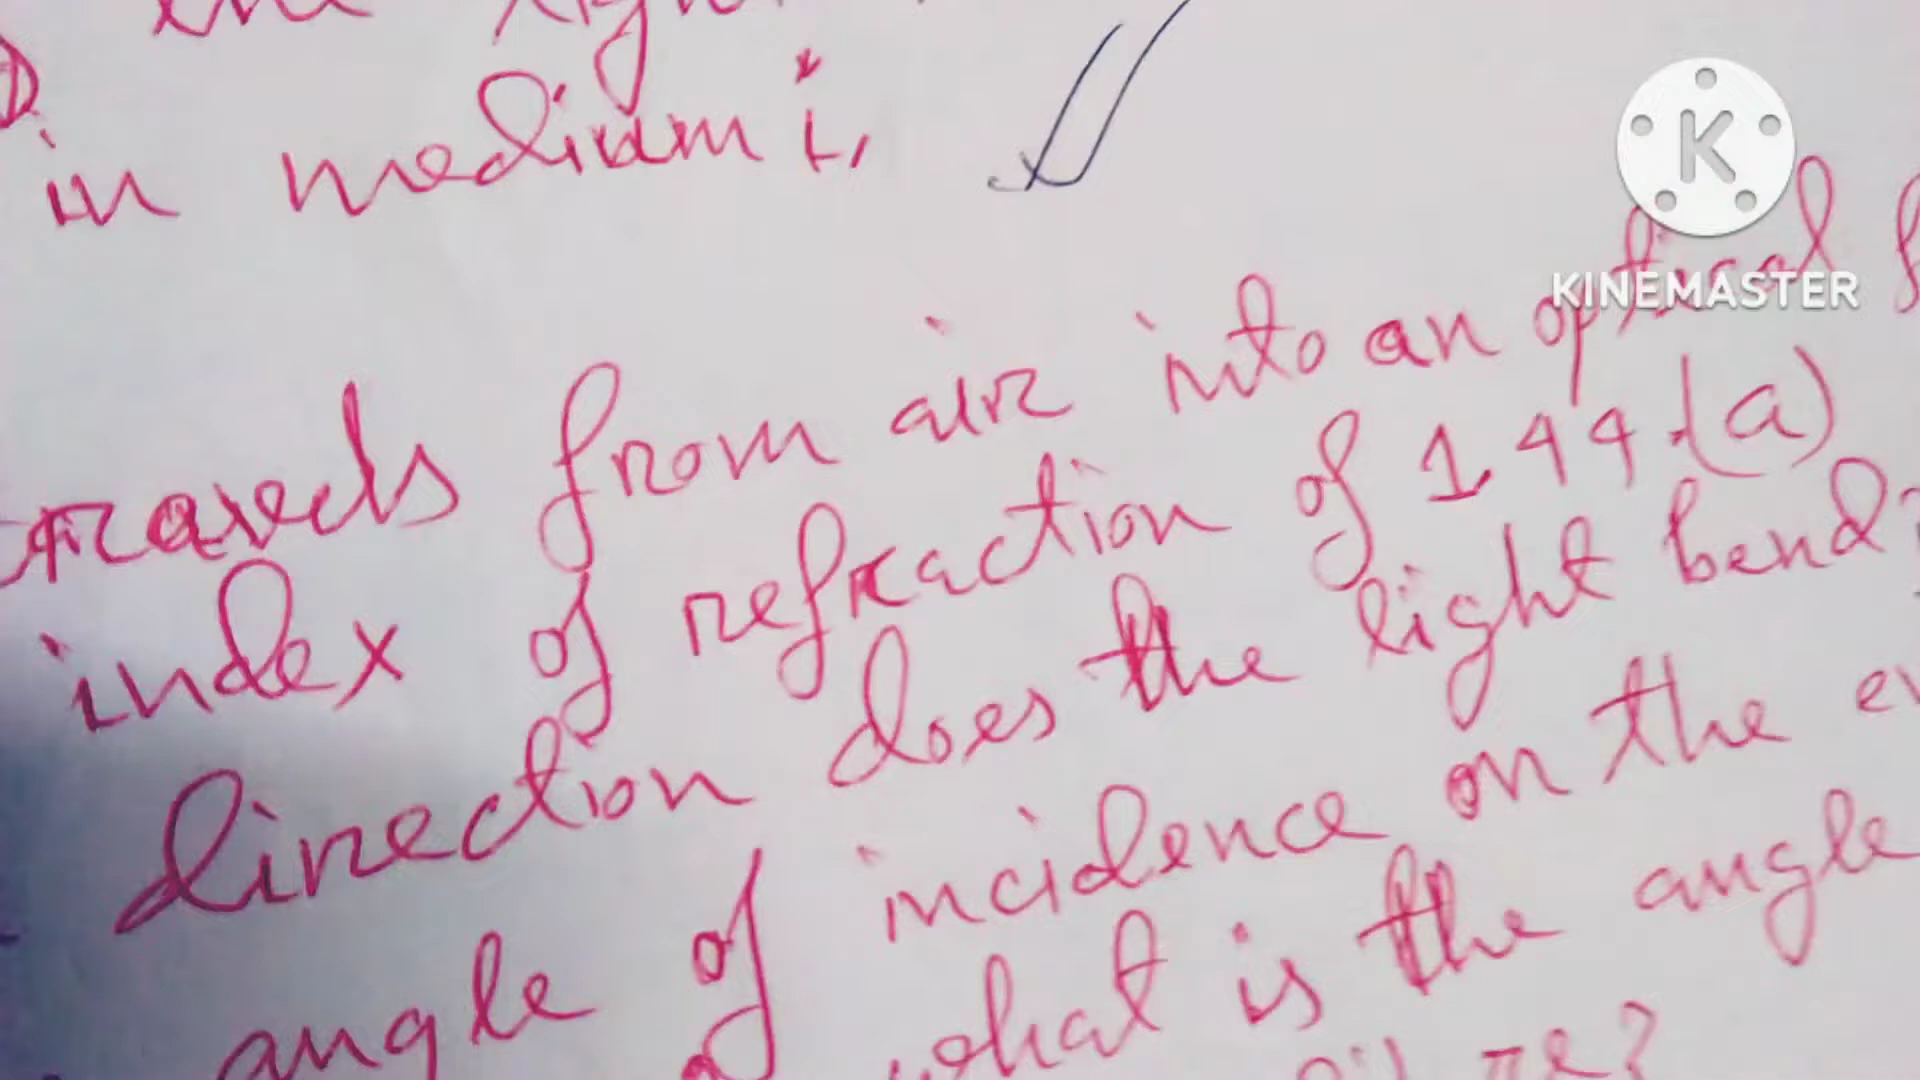 the
in medium i,
travels from air into an optical
index of refraction of 1.44.(a)
direction does the light bend?
angle of incidence on the
what is the angle
K
KINEMASTER